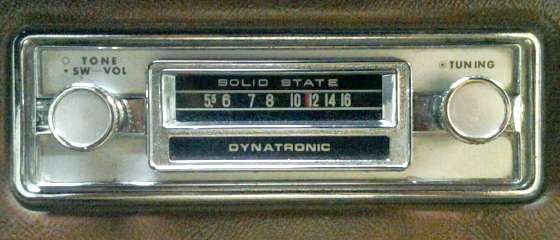 TONE
SW—VOL
TUNING
SOLID STATE
5⁵ 6 7 8 10 12 14 16
DYNATRONIC